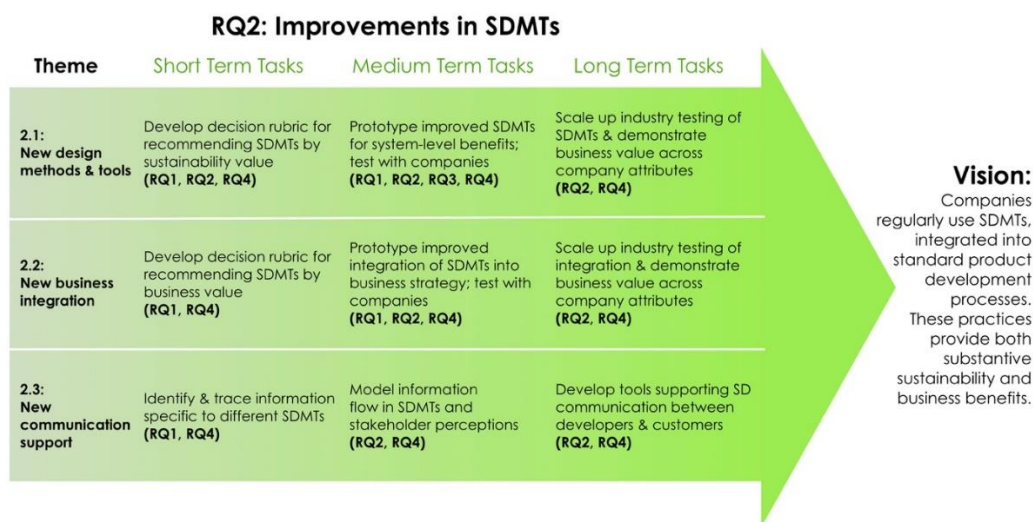 RQ2: Improvements in SDMTs
Theme
Short Term Tasks
Medium Term Tasks
Long Term Tasks
2.1:
New design
methods & tools
Develop decision rubric for
recommending SDMTs by
sustainability value
(RQ1, RQ2, RQ4)
Prototype improved SDMTs
for system-level benefits;
test with companies
(RQ1, RQ2, RQ3, RQ4)
Scale up industry testing of
SDMTs & demonstrate
business value across
company attributes
(RQ2, RQ4)
2.2:
New business
integration
Develop decision rubric for
recommending SDMTs by
business value
(RQ1, RQ4)
Prototype improved
integration of SDMTs into
business strategy; test with
companies
(RQ1, RQ2, RQ4)
Scale up industry testing of
integration & demonstrate
business value across
company attributes
(RQ2, RQ4)
2.3:
New
communication
support
Identify & trace information
specific to different SDMTs
(RQ1, RQ4)
Model information
flow in SDMTs and
stakeholder perceptions
(RQ2, RQ4)
Develop tools supporting SD
communication between
developers & customers
(RQ2, RQ4)
Vision:
Companies
regularly use SDMTs,
integrated into
standard product
development
processes.
These practices
provide both
substantive
sustainability and
business benefits.